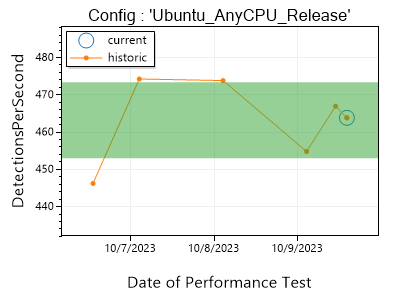 Config : 'Ubuntu_AnyCPU_Release'
current
historic
480
470
460
450
440
DetectionsPerSecond
10/7/2023
10/8/2023
10/9/2023
Date of Performance Test